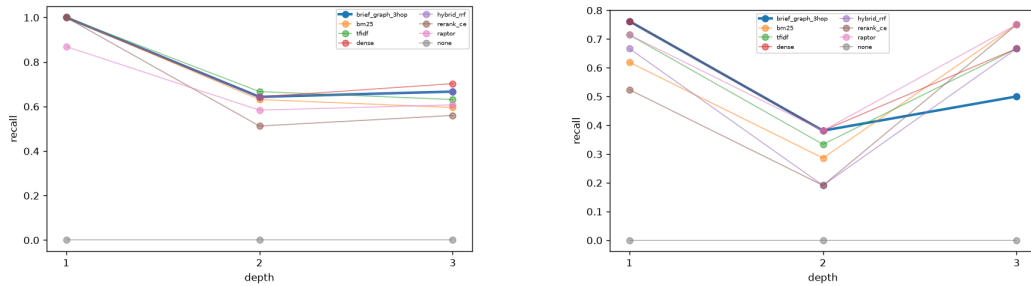 1.0
0.8
0.6
0.4
0.2
0.0
recall
1
2
3
depth
brief_graph_3hop
bm25
tfidf
dense
hybrid_rrf
rerank_ce
raptor
none
0.8
0.7
0.6
0.5
0.4
0.3
0.2
0.1
0.0
recall
1
2
3
depth
brief_graph_3hop
bm25
tfidf
dense
hybrid_rrf
rerank_ce
raptor
none